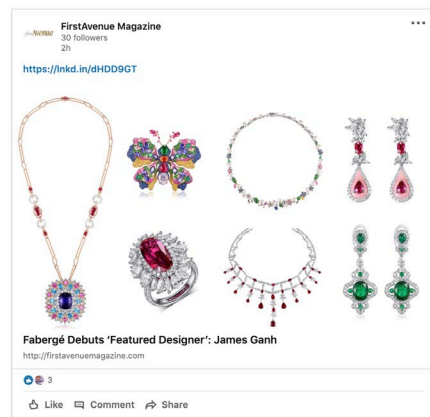 FirstAvenue
FirstAvenue Magazine
30 followers
2h
https://lnkd.in/dHDD9GT
Fabergé Debuts ‘Featured Designer’: James Ganh
http://firstavenuemagazine.com
3
Like Comment Share